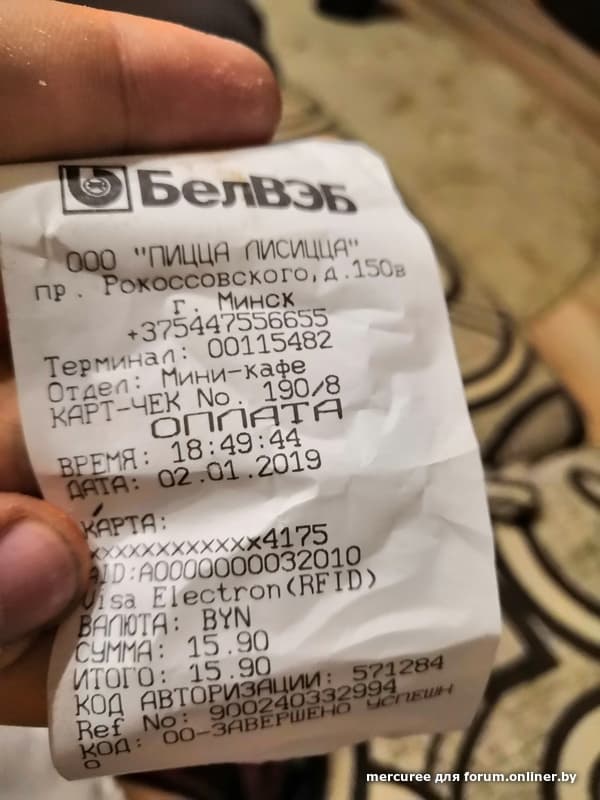 БелВЭБ
ООО "ПИЦЦА ЛИСИЦЦА"
пр. Рокоссовского,д.150в
г. Минск
+375447556655
Терминал: 00115482
Отдел: Мини-кафе
КАРТ-ЧЕК No. 190/8
ОПЛАТА
ВРЕМЯ: 18:49:44
ДАТА: 02.01.2019
КАРТА:
xxxxxxxxxxxx4175
AID:A0000000032010
Visa Electron(RFID)
ВАЛЮТА: BYN
СУММА: 15.90
ИТОГО: 15.90
КОД АВТОРИЗАЦИИ: 571284
Ref No: 900240332994
КОД: 00-ЗАВЕРШЕНО УСПЕШН
О
mercuree для forum.onliner.by